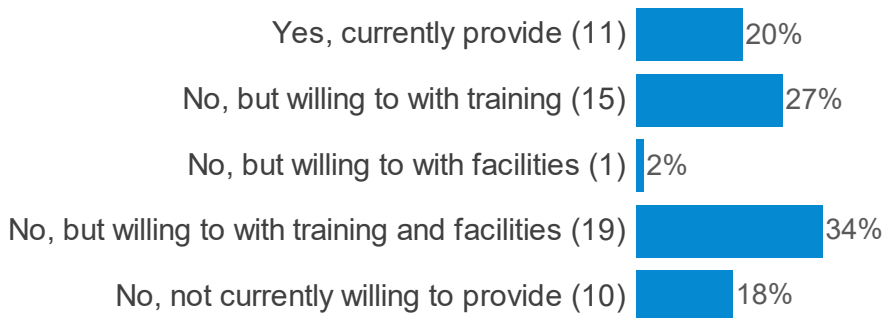 Yes, currently provide (11) 20%
No, but willing to with training (15) 27%
No, but willing to with facilities (1) 2%
No, but willing to with training and facilities (19) 34%
No, not currently willing to provide (10) 18%